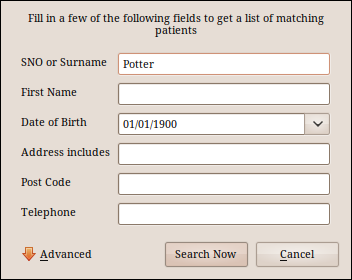 Fill in a few of the following fields to get a list of matching
patients
SNO or Surname Potter
First Name
Date of Birth 01/01/1900
Address includes
Post Code
Telephone
Advanced Search Now Cancel